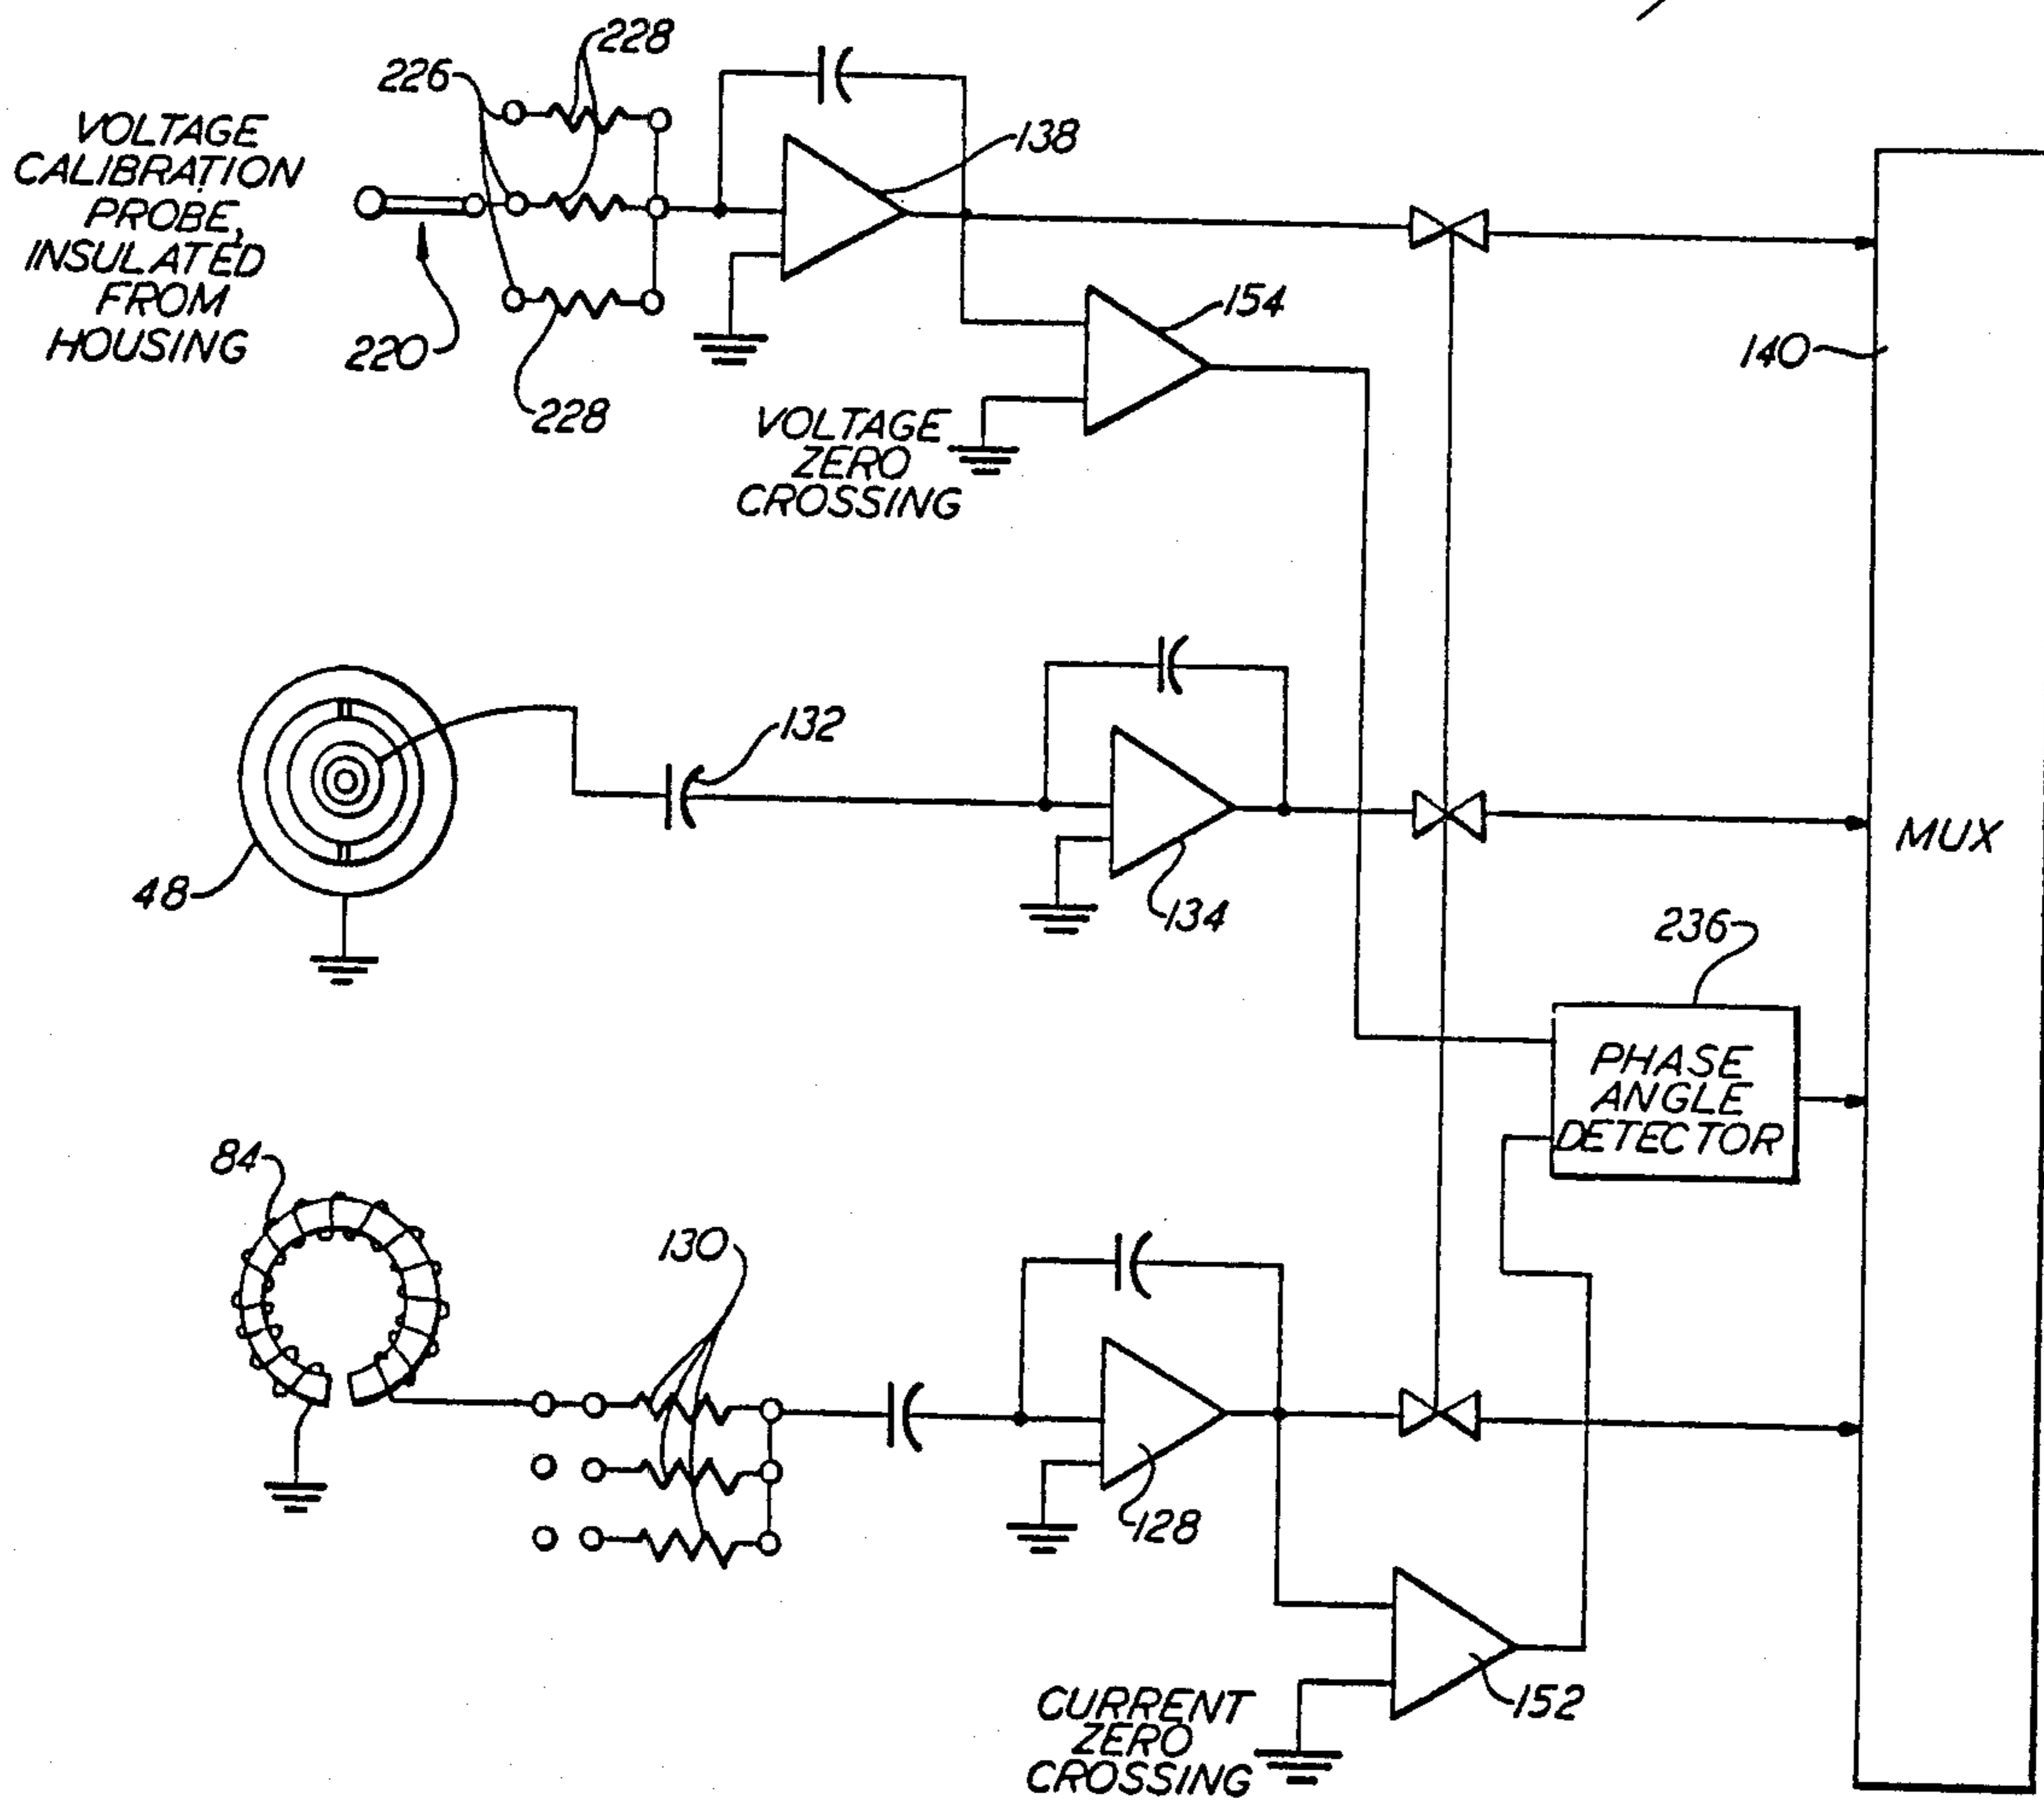 228
226
VOLTAGE
CALIBRATION
PROBE,
INSULATED
FROM
HOUSING
138
220
228
154
140
VOLTAGE
ZERO
CROSSING
132
48
134
MUX
236
PHASE
ANGLE
DETECTOR
84
130
128
152
CURRENT
ZERO
CROSSING